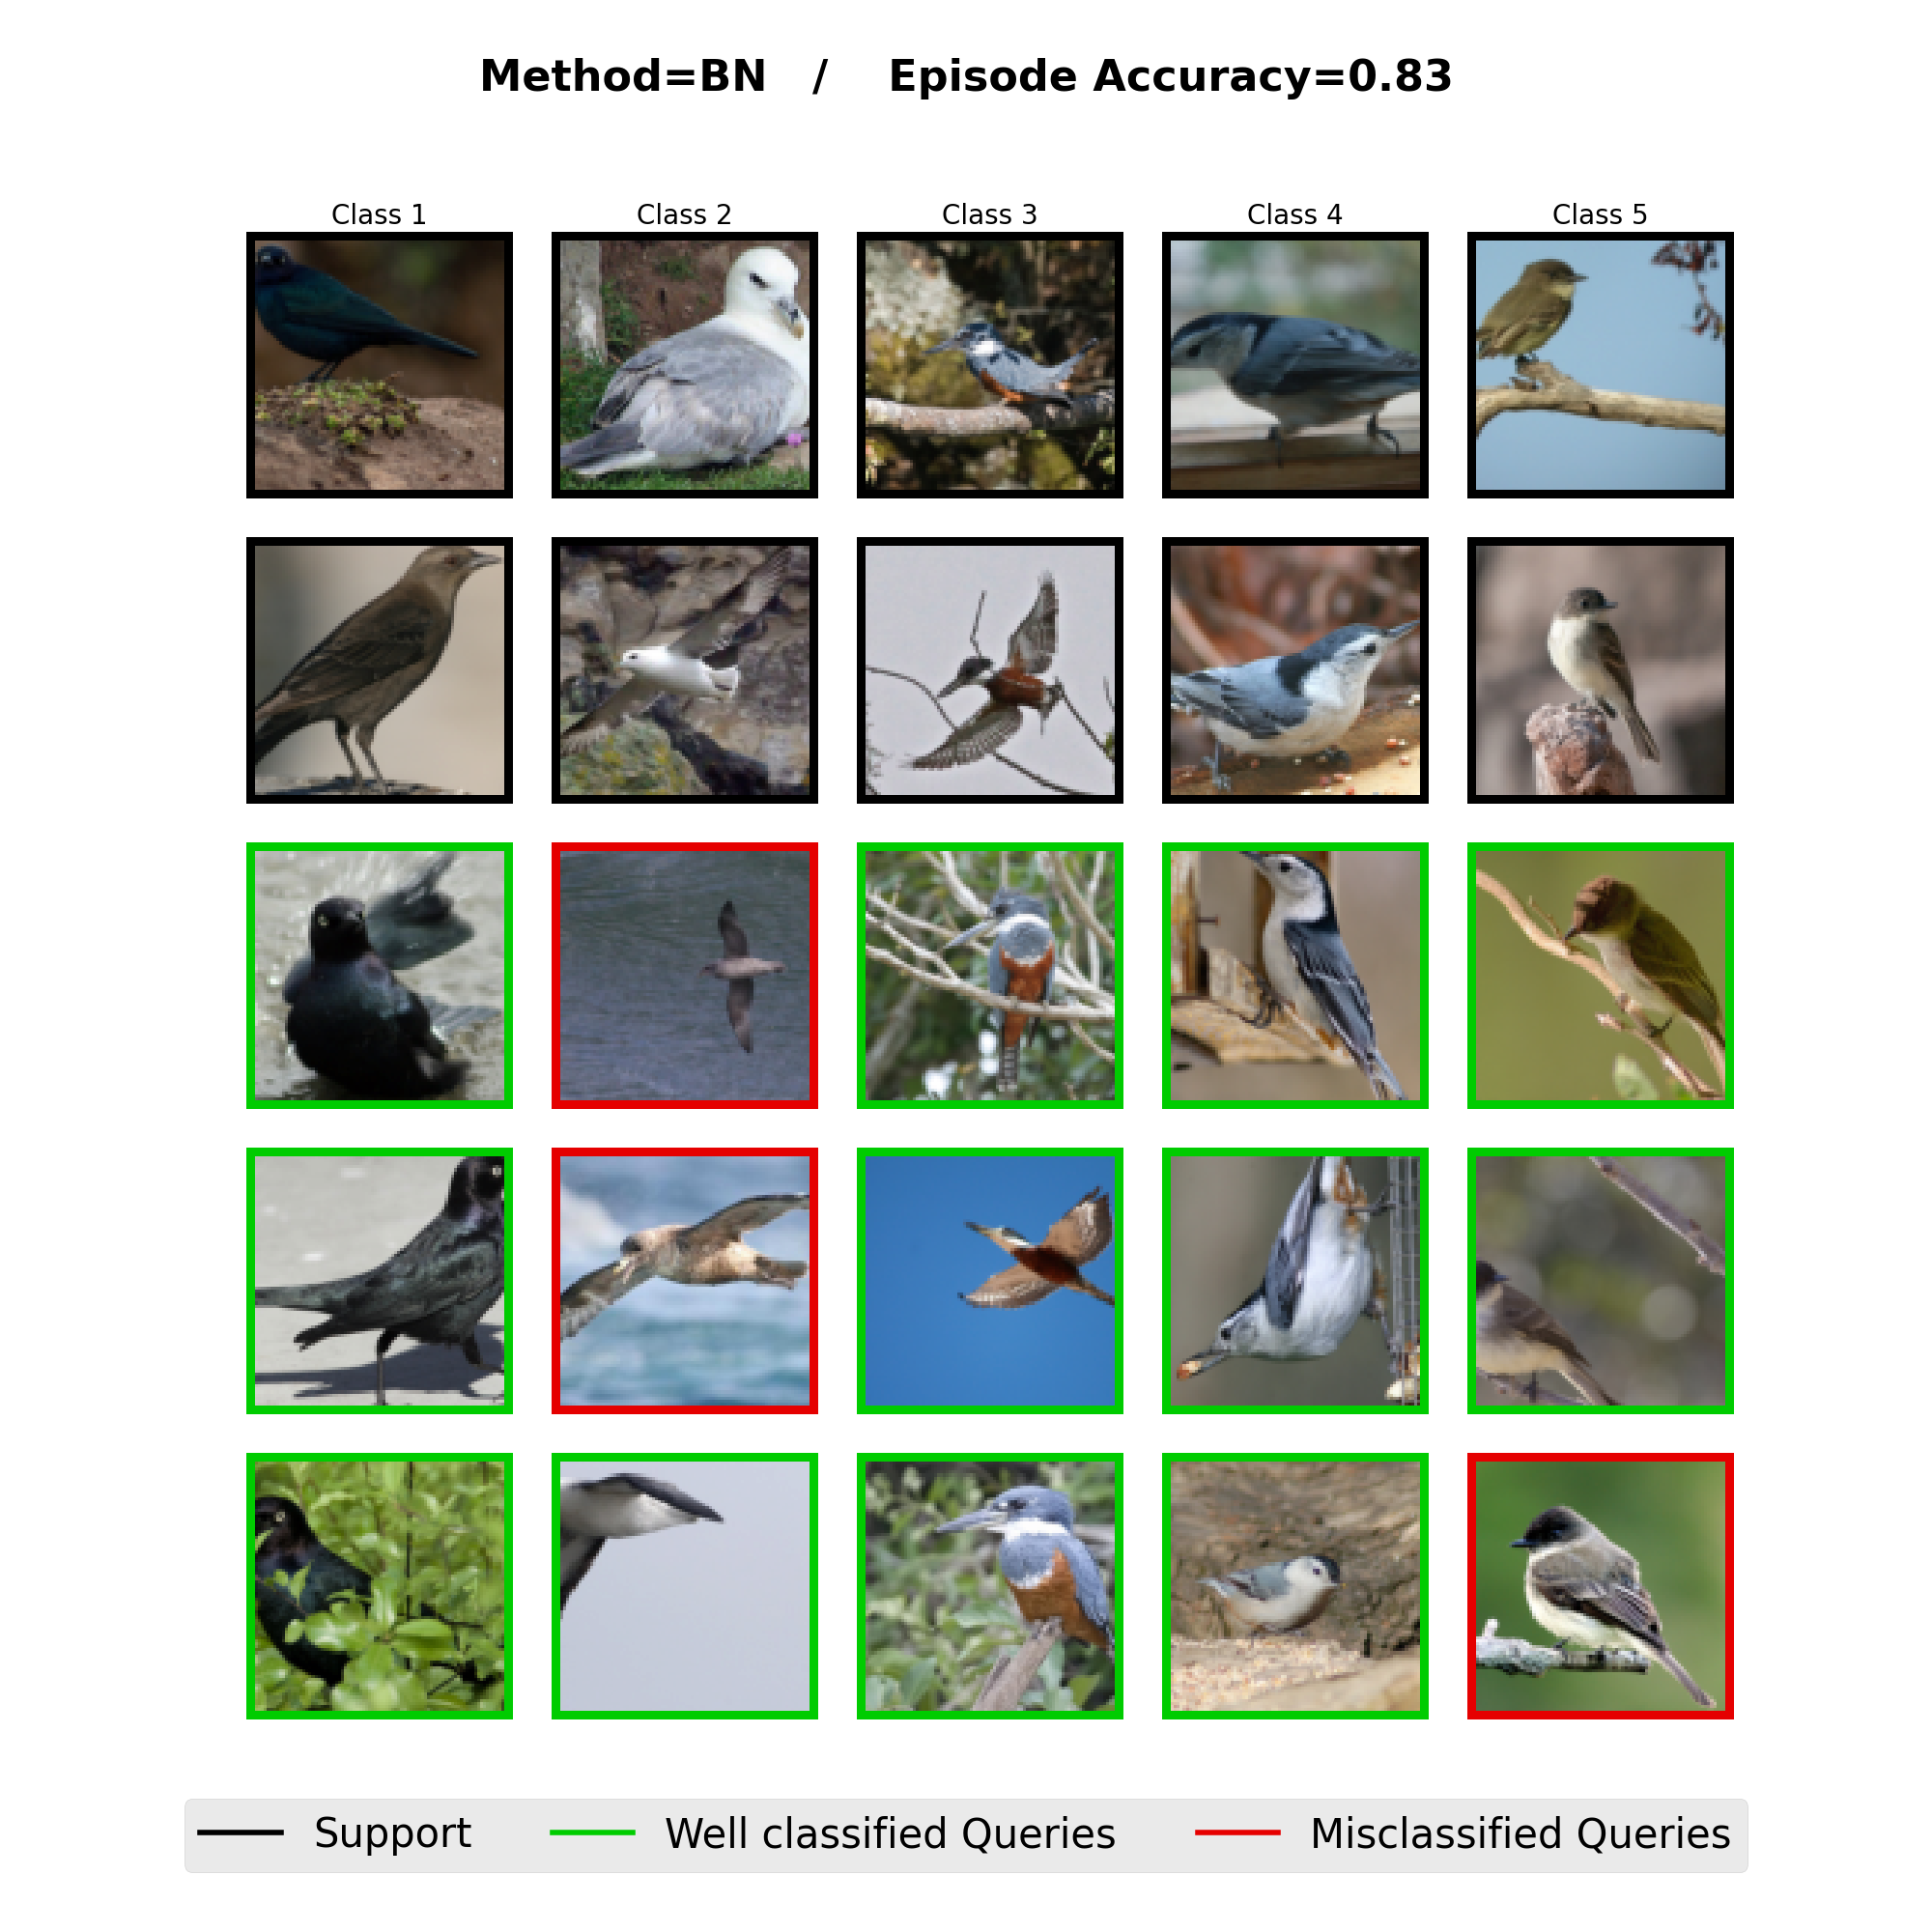 Method=BN / Episode Accuracy=0.83
Class 1 Class 2 Class 3 Class 4 Class 5
Support Well classified Queries Misclassified Queries